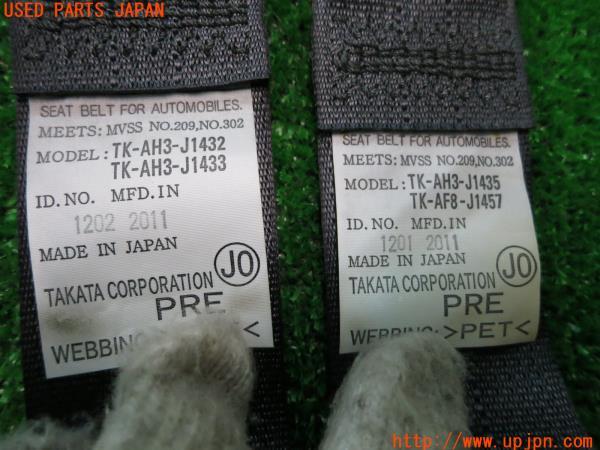 USED PARTS JAPAN
SEAT BELT FOR AUTOMOBILES.
MEETS: MVSS NO.209,NO.302
MODEL: TK-AH3-J1432
TK-AH3-J1433
ID.NO. MFD.IN
1202 2011
MADE IN JAPAN
JO
TAKATA CORPORATION
PRE
WEBBING
<
SEAT BELT FOR AUTOMOBILES.
MEETS: MVSS NO.209,NO.302
MODEL: TK-AH3-J1435
TK-AF8-J1457
ID.NO. MFD.IN
1201 2011
MADE IN JAPAN
JO
TAKATA CORPORATION
PRE
WEBBING: >PET<
http://www.upjpn.com/